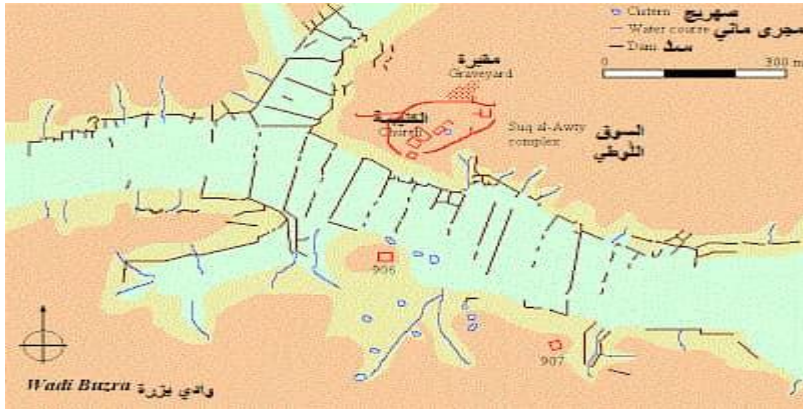 Cistern صهريج
Water course مجرى مائي
Dam سد
0 300 m
مقبرة
Graveyard
الكنيسة
Church
Suq al-Awty complex
السوق
906
907
Wadi Buzra وادي بزرة